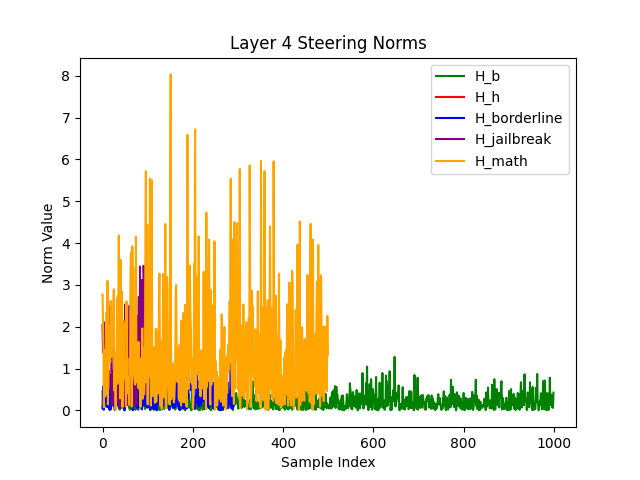 Layer 4 Steering Norms
Norm Value
8
7
6
5
4
3
2
1
0
H_b
H_h
H_borderline
H_jailbreak
H_math
0 200 400 600 800 1000
Sample Index